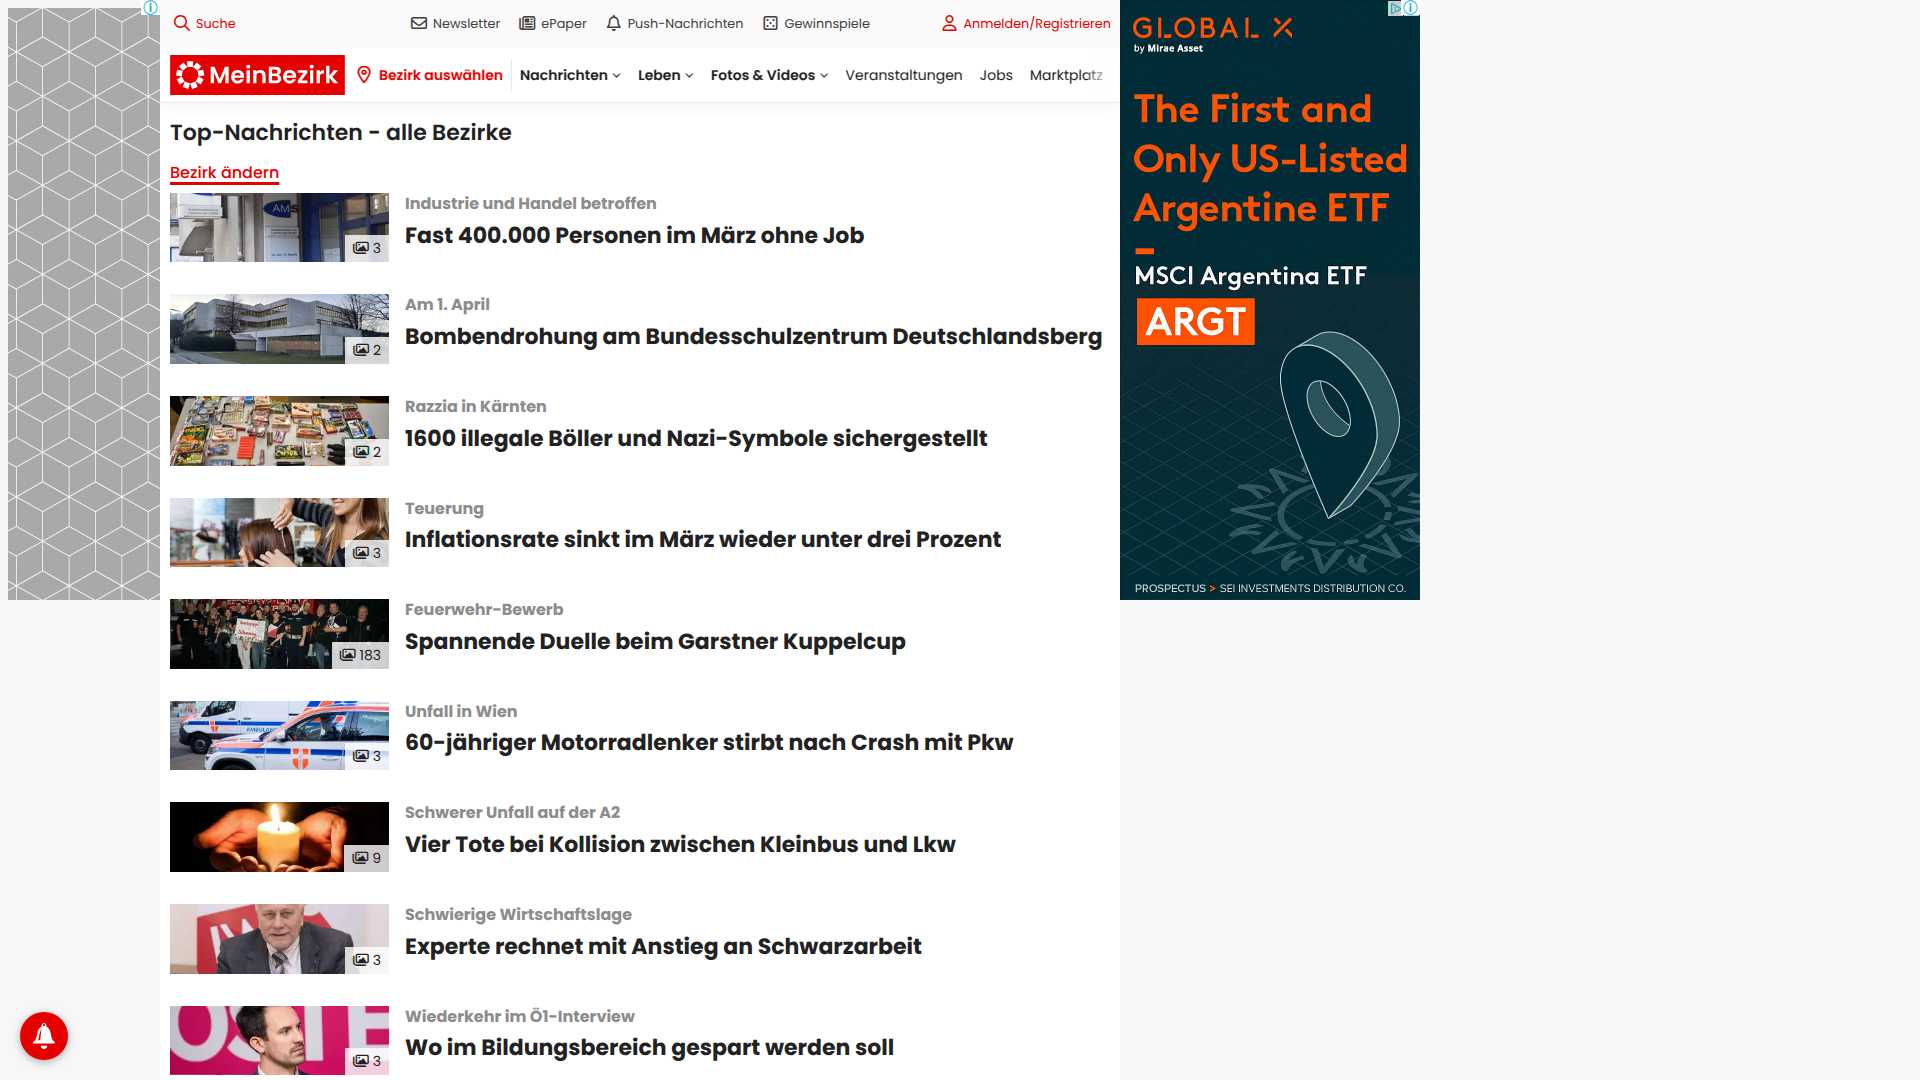 Suche
Newsletter
ePaper
Push-Nachrichten
Gewinnspiele
Anmelden/Registrieren
MeinBezirk
Bezirk auswählen
Nachrichten
Leben
Fotos & Videos
Veranstaltungen
Jobs
Marktplatz
Top-Nachrichten - alle Bezirke
Bezirk ändern
AMS
3
Industrie und Handel betroffen
Fast 400.000 Personen im März ohne Job
2
Am 1. April
Bombendrohung am Bundesschulzentrum Deutschlandsberg
2
Razzia in Kärnten
1600 illegale Böller und Nazi-Symbole sichergestellt
3
Teuerung
Inflationsrate sinkt im März wieder unter drei Prozent
183
Feuerwehr-Bewerb
Spannende Duelle beim Garstner Kuppelcup
3
Unfall in Wien
60-jähriger Motorradlenker stirbt nach Crash mit Pkw
9
Schwerer Unfall auf der A2
Vier Tote bei Kollision zwischen Kleinbus und Lkw
3
Schwierige Wirtschaftslage
Experte rechnet mit Anstieg an Schwarzarbeit
3
Wiederkehr im Ö1-Interview
Wo im Bildungsbereich gespart werden soll
GLOBAL X
by Mirae Asset
The First and
Only US-Listed
Argentine ETF
MSCI Argentina ETF
ARGT
PROSPECTUS > SEI INVESTMENTS DISTRIBUTION CO.